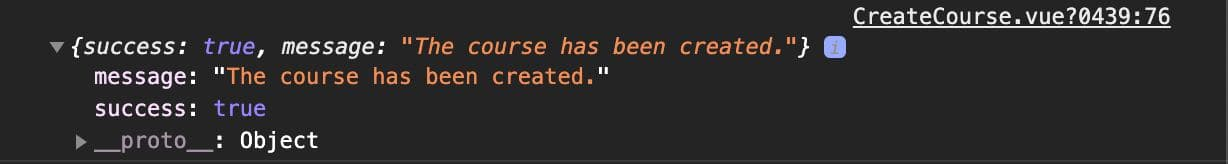 CreateCourse.vue?0439:76
▼{success: true, message: "The course has been created."} i
message: "The course has been created."
success: true
▶__proto__: Object